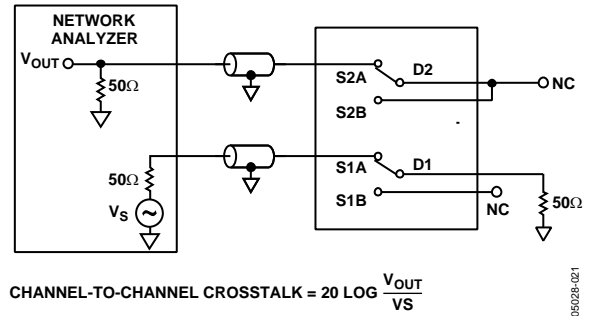 NETWORK
ANALYZER
VOUT
50Ω
S2A
D2
NC
S2B
50Ω
VS
S1A
D1
S1B
NC
50Ω
CHANNEL-TO-CHANNEL CROSSTALK = 20 LOG VOUT
VS
05028-021